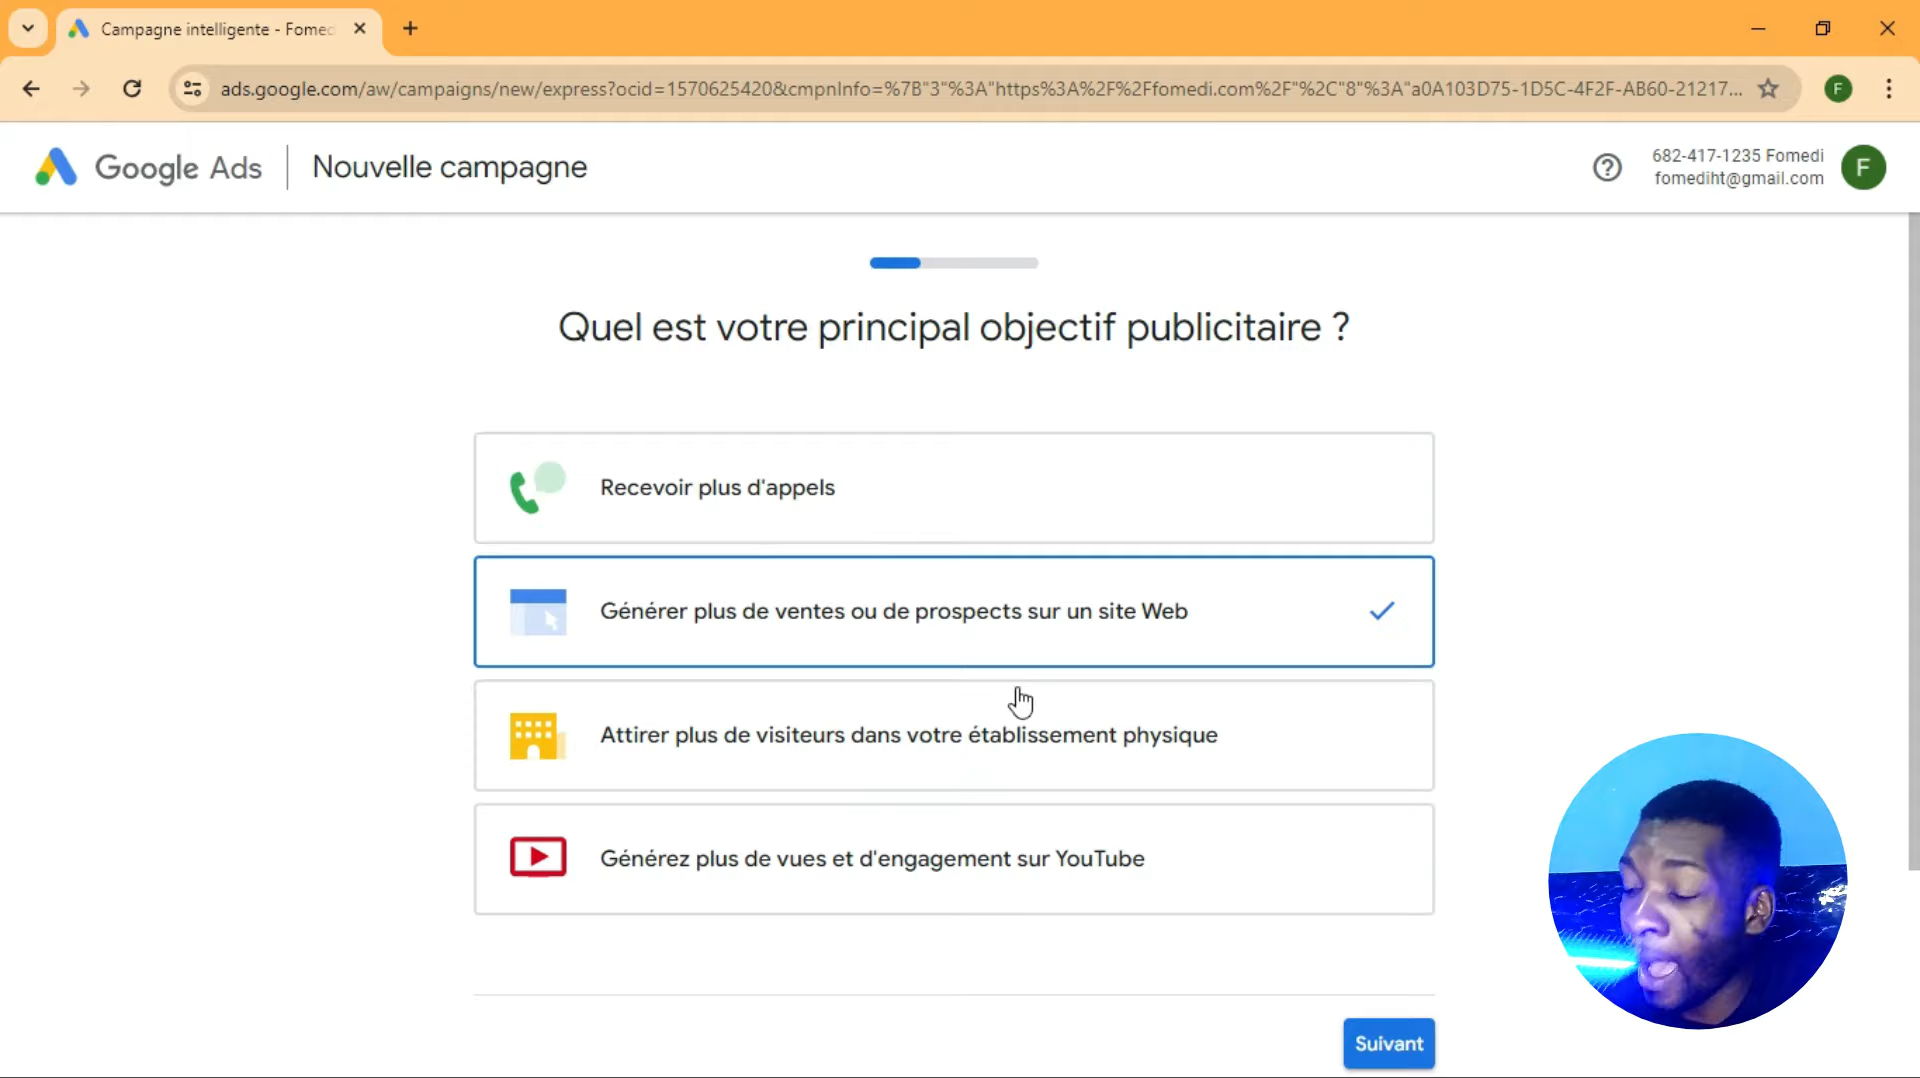 Campagne intelligente - Fomed
ads.google.com/aw/campaigns/new/express?ocid=1570625420&cmpnInfo=%7B"3"%3A"https%3A%2F%2Ffomedi.com%2F"%2C"8"%3A"a0A103D75-1D5C-4F2F-AB60-21217...
F
Google Ads
Nouvelle campagne
682-417-1235 Fomedi
fomediht@gmail.com
F
Quel est votre principal objectif publicitaire ?
Recevoir plus d'appels
Générer plus de ventes ou de prospects sur un site Web
Attirer plus de visiteurs dans votre établissement physique
Générez plus de vues et d'engagement sur YouTube
Suivant